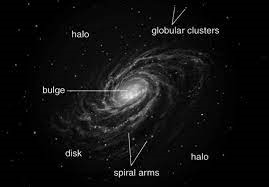 halo
globular clusters
bulge
disk
halo
spiral arms